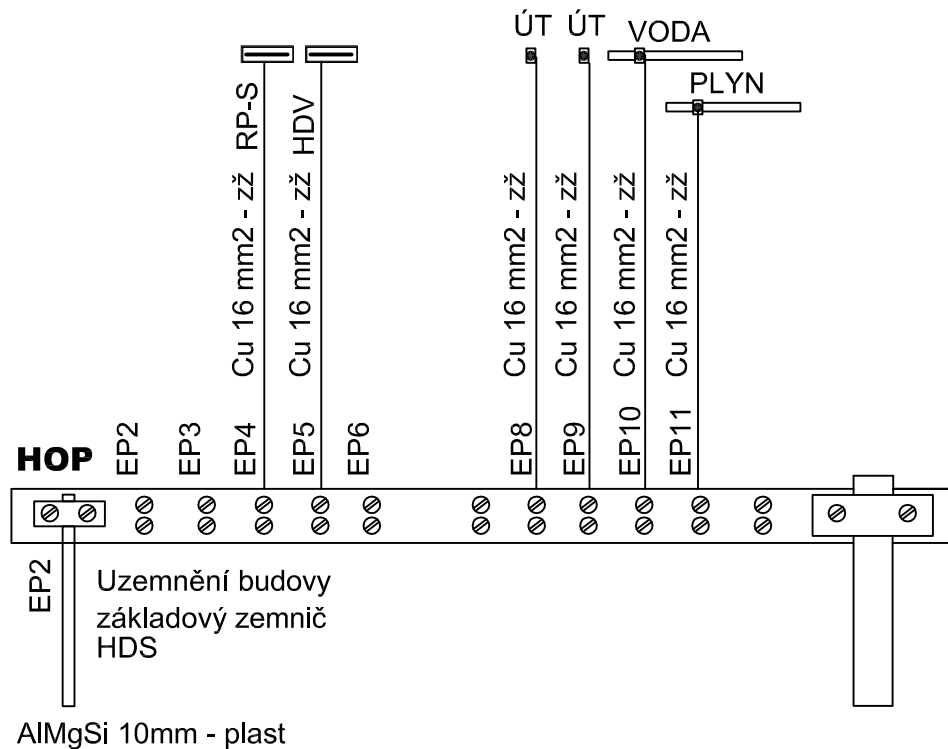 ÚT
ÚT
VODA
PLYN
RP-S
HDV
Cu 16 mm2 - zž
Cu 16 mm2 - zž
Cu 16 mm2 - zž
Cu 16 mm2 - zž
Cu 16 mm2 - zž
Cu 16 mm2 - zž
HOP
EP2
EP3
EP4
EP5
EP6
EP8
EP9
EP10
EP11
EP2
Uzemnění budovy
základový zemnič
HDS
AlMgSi 10mm - plast